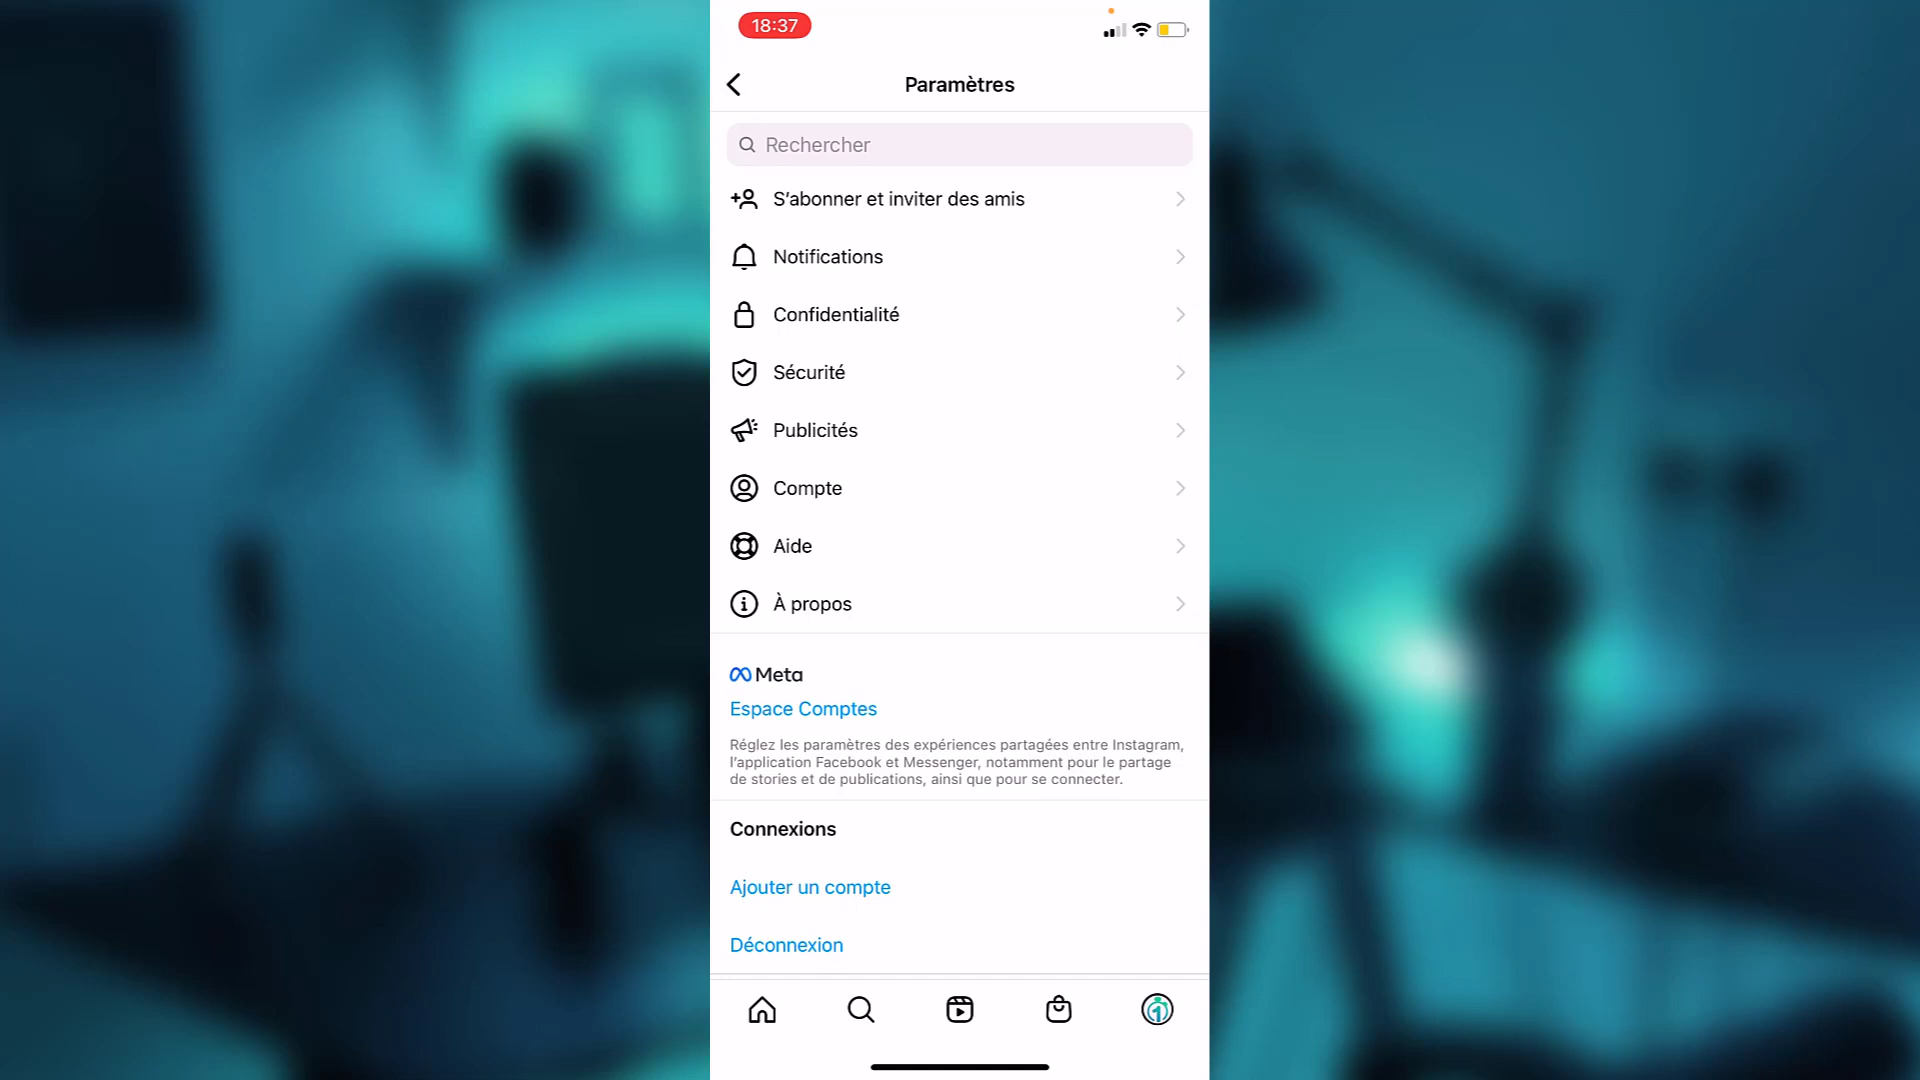 18:37
Paramètres
Rechercher
S’abonner et inviter des amis
Notifications
Confidentialité
Sécurité
Publicités
Compte
Aide
À propos
Meta
Espace Comptes
Réglez les paramètres des expériences partagées entre Instagram,
l’application Facebook et Messenger, notamment pour le partage
de stories et de publications, ainsi que pour se connecter.
Connexions
Ajouter un compte
Déconnexion
1